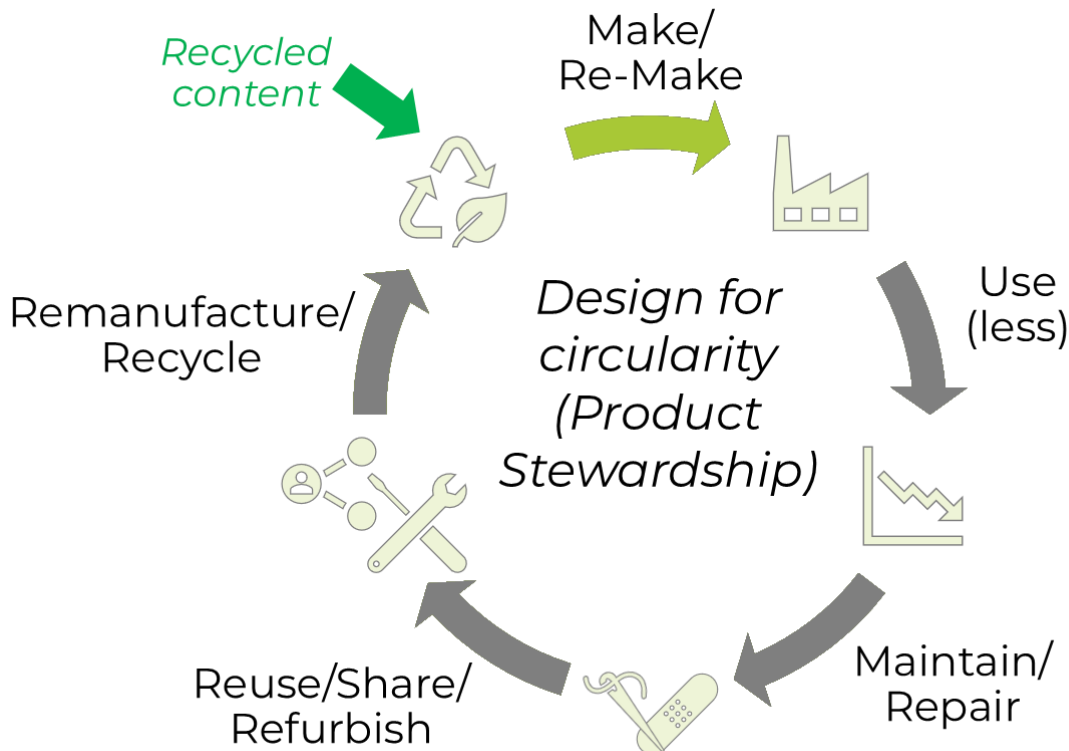 Recycled
content
Make/
Re-Make
Use
(less)
Design for
circularity
(Product
Stewardship)
Remanufacture/
Recycle
Maintain/
Repair
Reuse/Share/
Refurbish